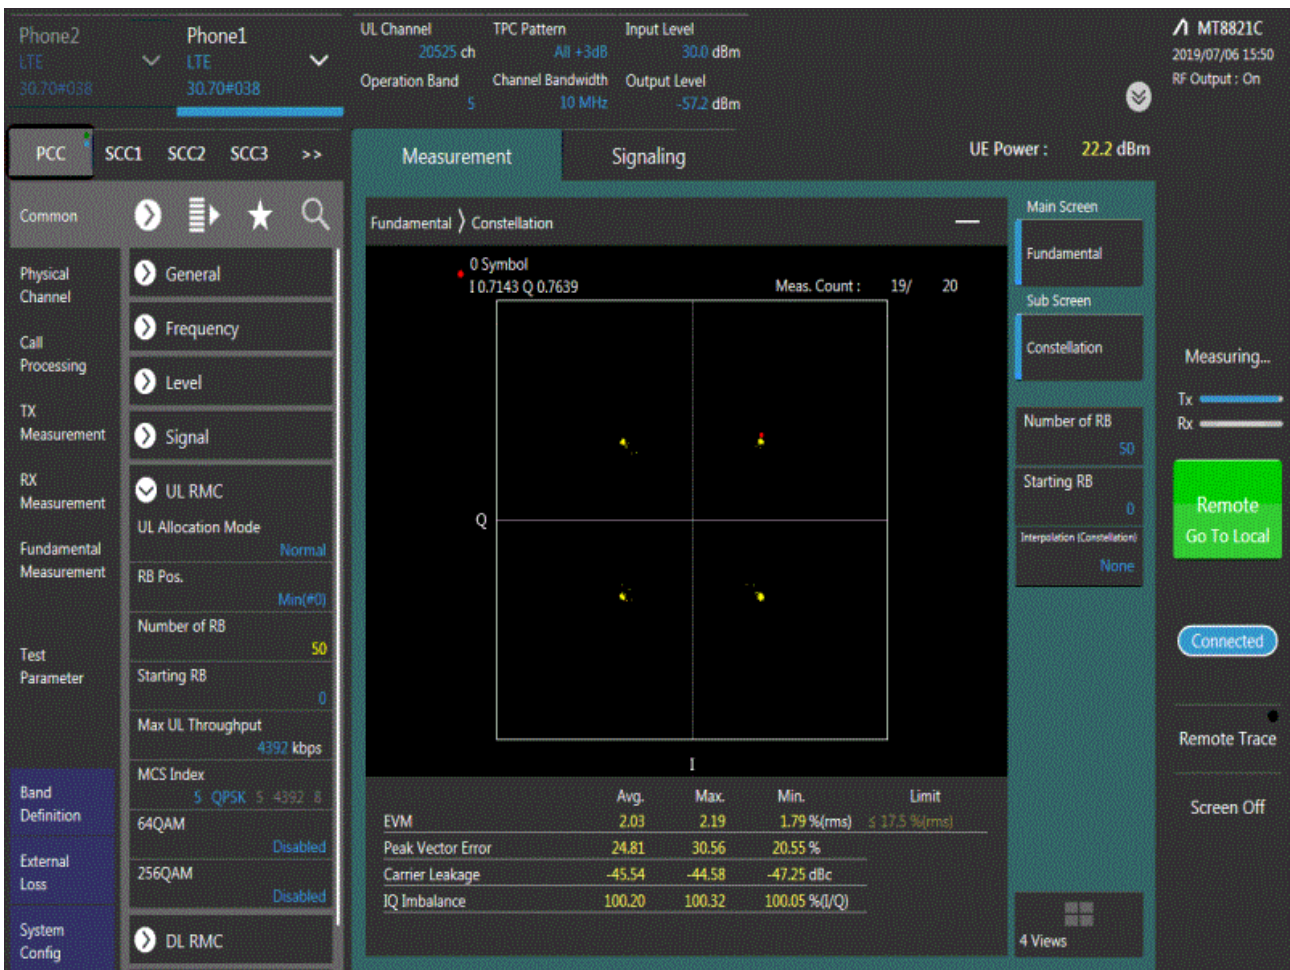 Phone2
LTE
30.70#038
Phone1
LTE
30.70#038
UL Channel
20525 ch
TPC Pattern
All +3dB
Input Level
30.0 dBm
Operation Band
5
Channel Bandwidth
10 MHz
Output Level
-57.2 dBm
MT8821C
2019/07/06 15:50
RF Output : On
PCC SCC1 SCC2 SCC3 >>
Measurement
Signaling
UE Power : 22.2 dBm
Common
Physical
Channel
Call
Processing
TX
Measurement
RX
Measurement
Fundamental
Measurement
Test
Parameter
Band
Definition
External
Loss
System
Config
General
Frequency
Level
Signal
UL RMC
UL Allocation Mode
Normal
RB Pos.
Min(#0)
Number of RB
50
Starting RB
0
Max UL Throughput
4392 kbps
MCS Index
5 QPSK 5 4392 8
64QAM
Disabled
256QAM
Disabled
DL RMC
Fundamental 〉 Constellation
0 Symbol
I 0.7143 Q 0.7639
Meas. Count : 19/ 20
Q
I
Avg. Max. Min. Limit
EVM 2.03 2.19 1.79 %(rms) ≤ 17.5 %(rms)
Peak Vector Error 24.81 30.56 20.55 %
Carrier Leakage -45.54 -44.58 -47.25 dBc
IQ Imbalance 100.20 100.32 100.05 %(I/Q)
Main Screen
Fundamental
Sub Screen
Constellation
Number of RB
50
Starting RB
0
Interpolation (Constellation)
None
4 Views
Measuring...
Tx
Rx
Remote
Go To Local
Connected
Remote Trace
Screen Off